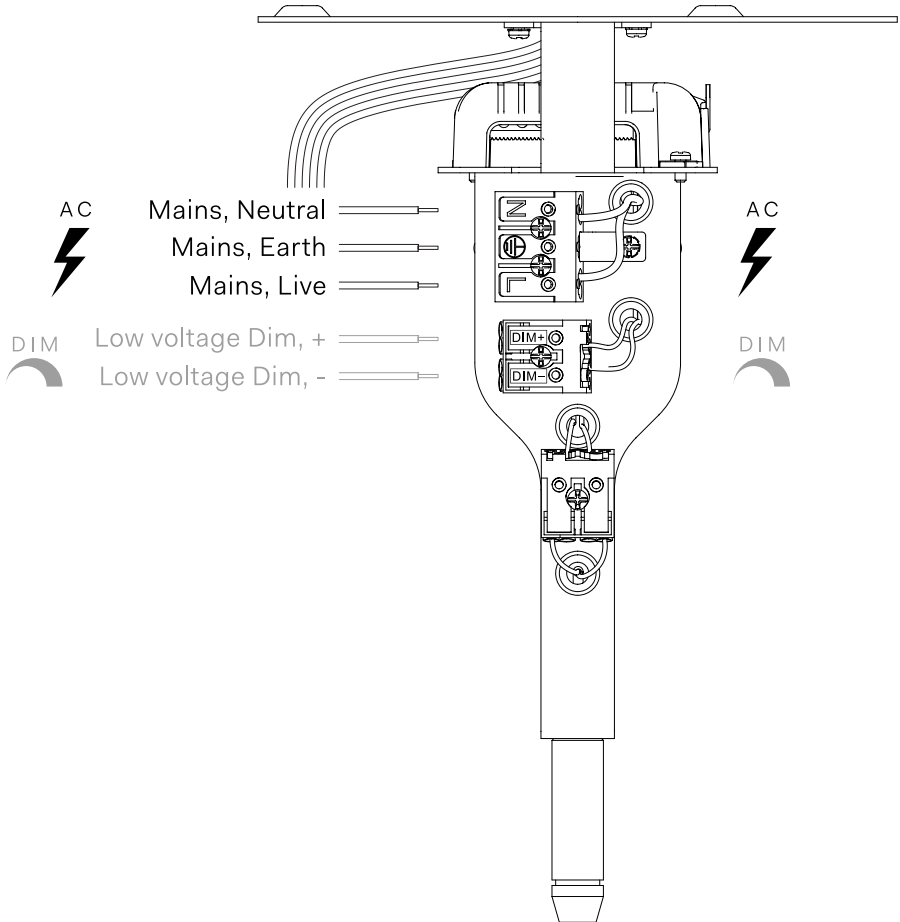 AC
Mains, Neutral
Mains, Earth
Mains, Live
DIM
Low voltage Dim, +
Low voltage Dim, -
N
L
DIM+
DIM-
AC
DIM